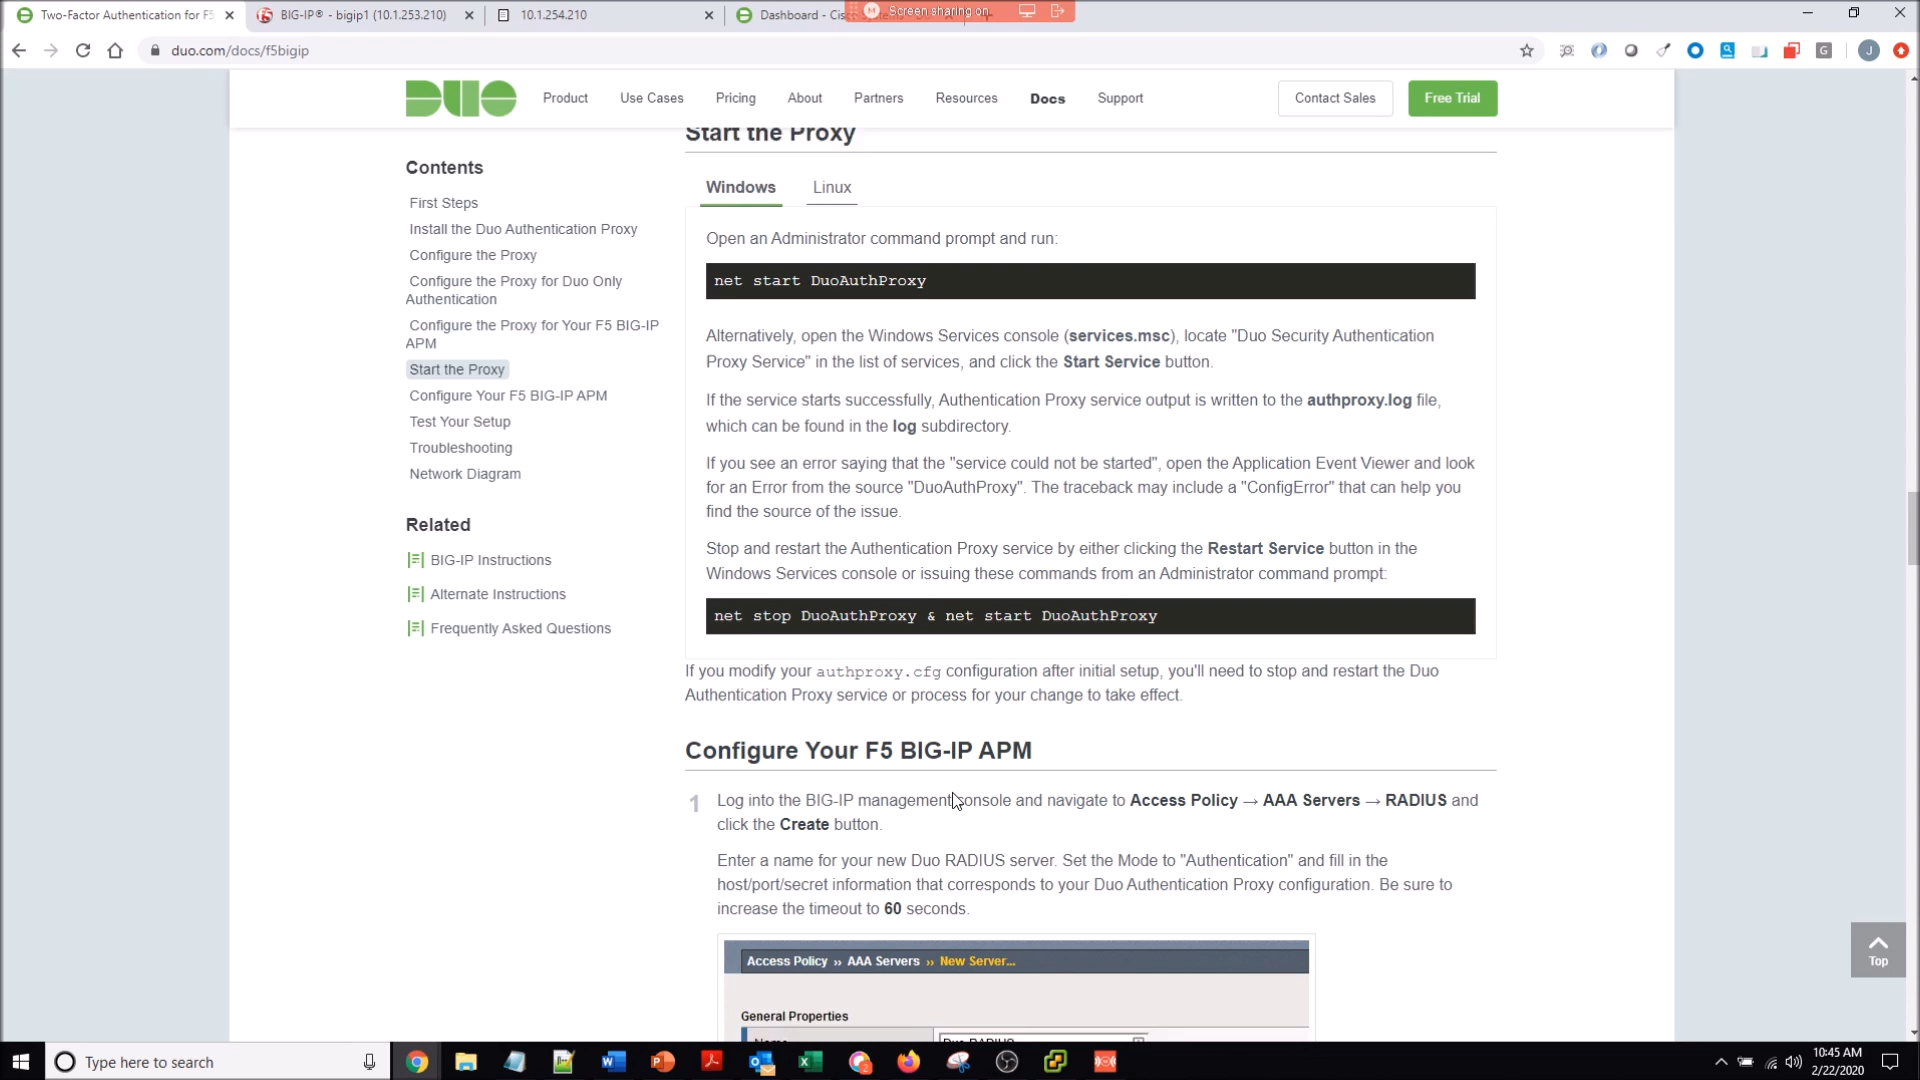 Two-Factor Authentication for F5
BIG-IP® - bigip1 (10.1.253.210)
10.1.254.210
Dashboard - Cis
Screen sharing on
duo.com/docs/f5bigip
J
G
DUO
Product
Use Cases
Pricing
About
Partners
Resources
Docs
Support
Contact Sales
Free Trial
Contents
First Steps
Install the Duo Authentication Proxy
Configure the Proxy
Configure the Proxy for Duo Only
Authentication
Configure the Proxy for Your F5 BIG-IP
APM
Start the Proxy
Configure Your F5 BIG-IP APM
Test Your Setup
Troubleshooting
Network Diagram
Related
BIG-IP Instructions
Alternate Instructions
Frequently Asked Questions
Start the Proxy
Windows
Linux
Open an Administrator command prompt and run:
net start DuoAuthProxy
Alternatively, open the Windows Services console (services.msc), locate "Duo Security Authentication
Proxy Service" in the list of services, and click the Start Service button.
If the service starts successfully, Authentication Proxy service output is written to the authproxy.log file,
which can be found in the log subdirectory.
If you see an error saying that the "service could not be started", open the Application Event Viewer and look
for an Error from the source "DuoAuthProxy". The traceback may include a "ConfigError" that can help you
find the source of the issue.
Stop and restart the Authentication Proxy service by either clicking the Restart Service button in the
Windows Services console or issuing these commands from an Administrator command prompt:
net stop DuoAuthProxy & net start DuoAuthProxy
If you modify your authproxy.cfg configuration after initial setup, you'll need to stop and restart the Duo
Authentication Proxy service or process for your change to take effect.
Configure Your F5 BIG-IP APM
1
Log into the BIG-IP management console and navigate to Access Policy → AAA Servers → RADIUS and
click the Create button.
Enter a name for your new Duo RADIUS server. Set the Mode to "Authentication" and fill in the
host/port/secret information that corresponds to your Duo Authentication Proxy configuration. Be sure to
increase the timeout to 60 seconds.
Access Policy ›› AAA Servers ›› New Server...
General Properties
Name
Duo RADIUS
Top
Type here to search
10:45 AM
2/22/2020